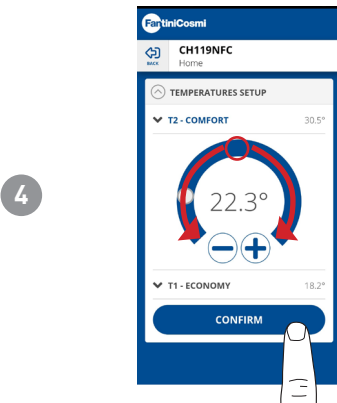 FantiniCosmi
BACK
CH119NFC
Home
TEMPERATURES SETUP
T2 - COMFORT 30.5°
4
22.3°
T1 - ECONOMY 18.2°
CONFIRM